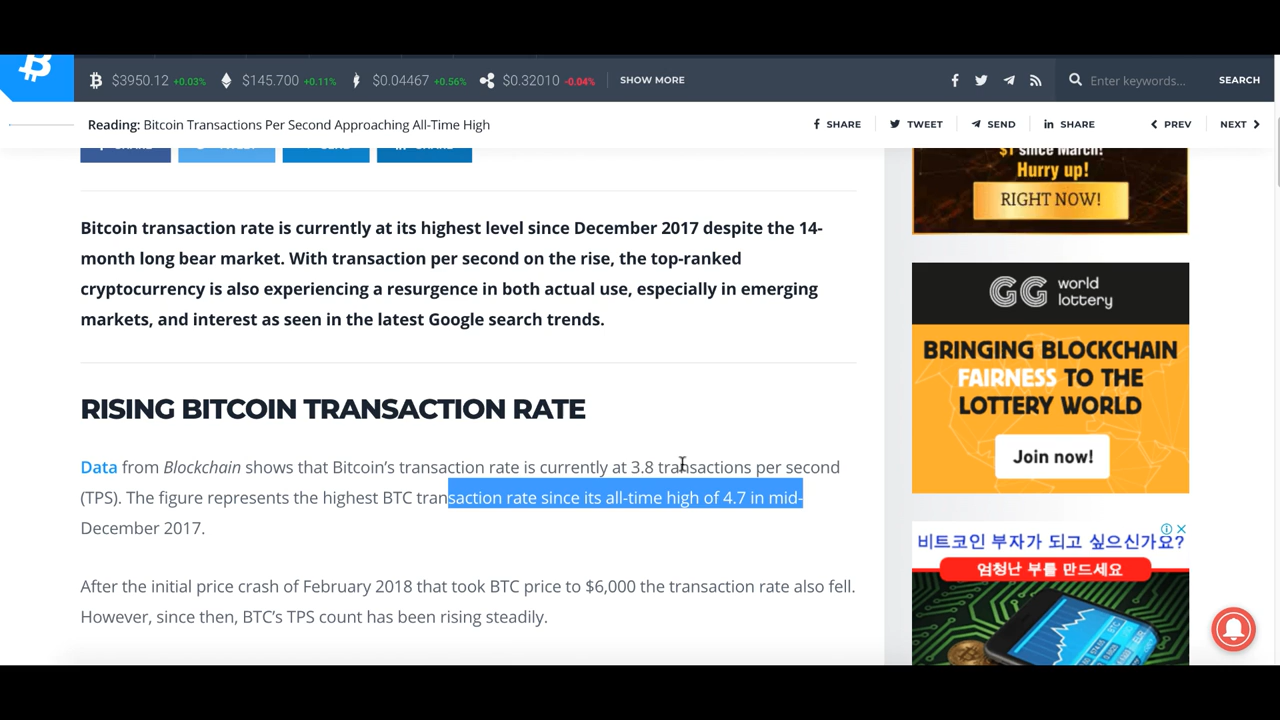 $3950.12 +0.03% $145.700 +0.11% $0.04467 +0.56% $0.32010 -0.04% SHOW MORE Enter keywords... SEARCH
Reading: Bitcoin Transactions Per Second Approaching All-Time High SHARE TWEET SEND SHARE PREV NEXT
Bitcoin transaction rate is currently at its highest level since December 2017 despite the 14-
month long bear market. With transaction per second on the rise, the top-ranked
cryptocurrency is also experiencing a resurgence in both actual use, especially in emerging
markets, and interest as seen in the latest Google search trends.
RISING BITCOIN TRANSACTION RATE
Data from Blockchain shows that Bitcoin's transaction rate is currently at 3.8 transactions per second
(TPS). The figure represents the highest BTC transaction rate since its all-time high of 4.7 in mid-
December 2017.
After the initial price crash of February 2018 that took BTC price to $6,000 the transaction rate also fell.
However, since then, BTC's TPS count has been rising steadily.
$1 since March!
Hurry up!
RIGHT NOW!
GG world
lottery
BRINGING BLOCKCHAIN
FAIRNESS TO THE
LOTTERY WORLD
Join now!
비트코인 부자가 되고 싶으신가요?
엄청난 부를 만드세요